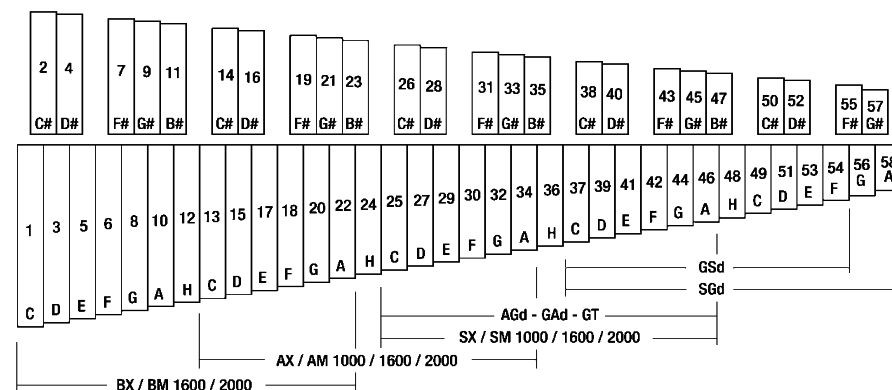 2 4 7 9 11 14 16 19 21 23 26 28 31 33 35 38 40 43 45 47 50 52 55 57
C# D# F# G# B# C# D# F# G# B# C# D# F# G# B# C# D# F# G# B# C# D# F# G#
1 3 5 6 8 10 12 13 15 17 18 20 22 24 25 27 29 30 32 34 36 37 39 41 42 44 46 48 49 51 53 54 56 58
C D E F G A H C D E F G A H C D E F G A H C D E F G A H C D E F G A
GSd
SGd
AGd - GAd - GT
SX / SM 1000 / 1600 / 2000
AX / AM 1000 / 1600 / 2000
BX / BM 1600 / 2000